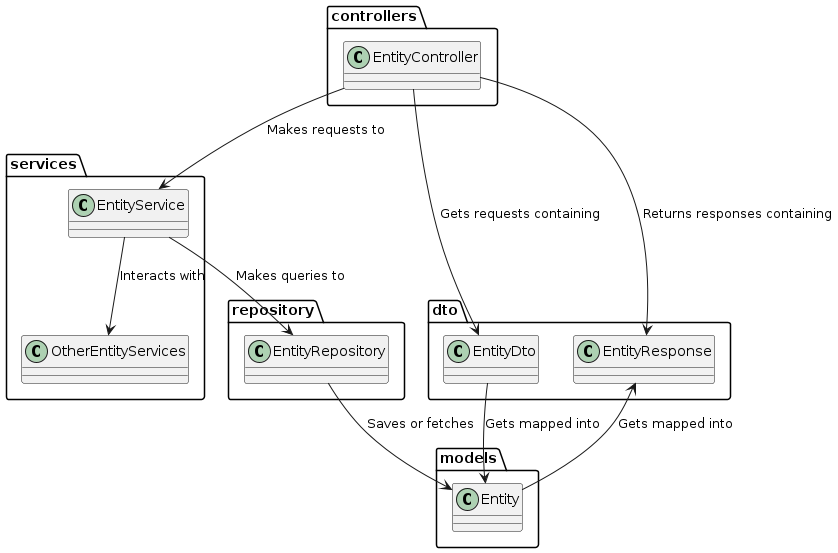 controllers
C EntityController
Makes requests to
services
C EntityService
Gets requests containing
Returns responses containing
Interacts with
Makes queries to
repository
dto
C OtherEntityServices
C EntityRepository
C EntityDto
C EntityResponse
Saves or fetches
Gets mapped into
Gets mapped into
models
C Entity